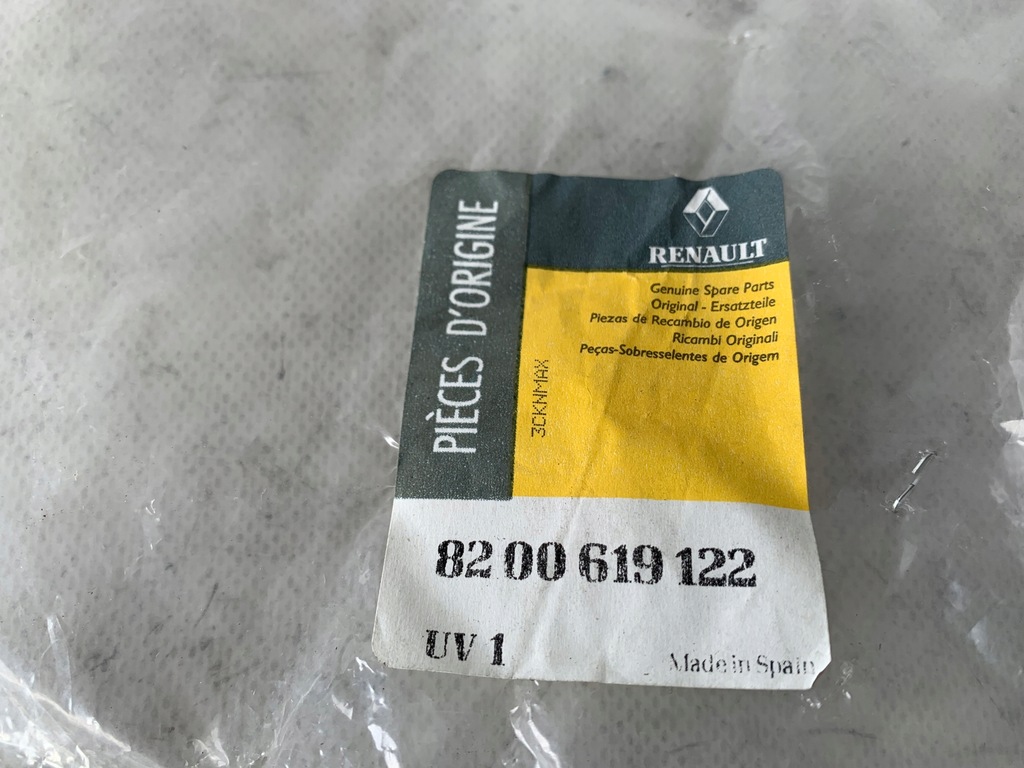 PIÈCES D'ORIGINE
RENAULT
Genuine Spare Parts
Original - Ersatzteile
Piezas de Recambio de Origen
Ricambi Originali
Peças-Sobresselentes de Origem
3CKNMAX
82 00 619 122
UV 1
Made in Spain